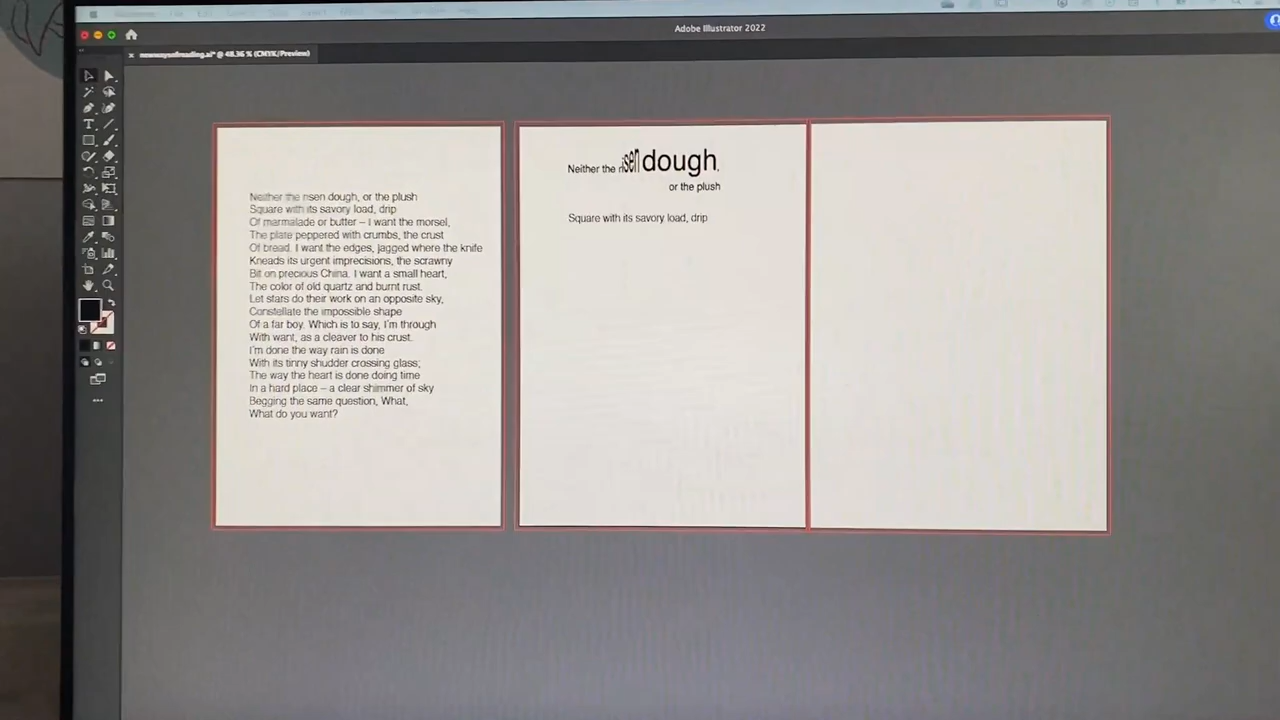 Adobe Illustrator 2022
newwaysofreading.ai* @ 48.36 % (CMYK/Preview)
Neither the risen dough, or the plush
Square with its savory load, drip
Of marmalade or butter – I want the morsel,
The plate peppered with crumbs, the crust
Of bread. I want the edges, jagged where the knife
Kneads its urgent imprecisions, the scrawny
Bit on precious China. I want a small heart,
The color of old quartz and burnt rust.
Let stars do their work on an opposite sky,
Constellate the impossible shape
Of a far boy. Which is to say, I'm through
With want, as a cleaver to his crust.
I'm done the way rain is done
With its tinny shudder crossing glass;
The way the heart is done doing time
In a hard place – a clear shimmer of sky
Begging the same question, What,
What do you want?
Neither the risen dough,
or the plush
Square with its savory load, drip